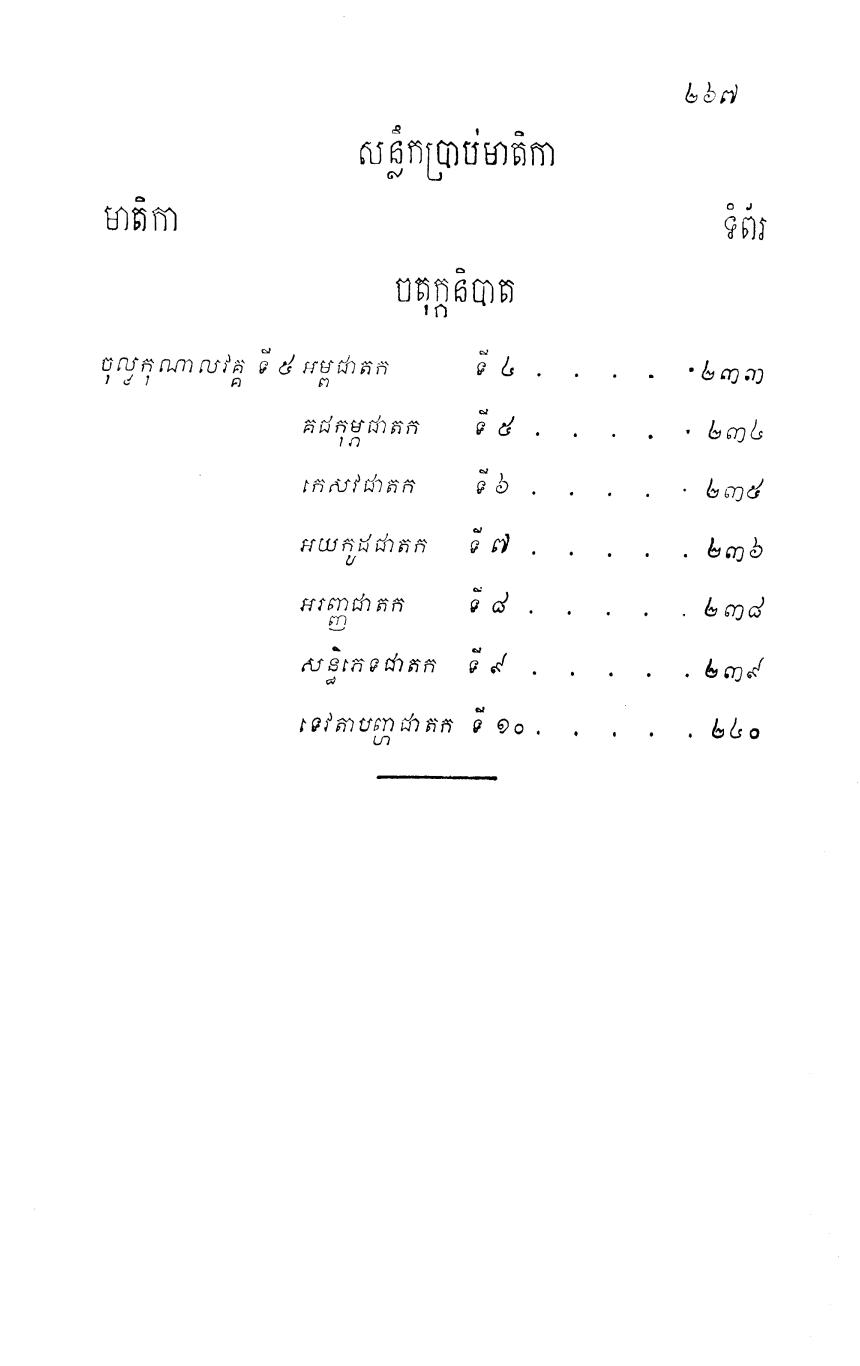 ២៦៧
សន្លឹកប្រាប់មាតិកា
មាតិកា ទំព័រ
ចតុក្កនិបាត
ចុល្លកុណាលវគ្គ ទី ៥ អម្ពជាតក ទី ៤ . . . . . ២៣៣
គជកុម្ភជាតក ទី ៥ . . . . . ២៣៤
កេសវជាតក ទី ៦ . . . . . ២៣៥
អយកូដជាតក ទី ៧ . . . . . ២៣៦
អរញ្ញជាតក ទី ៨ . . . . . ២៣៨
សន្ធិភេទជាតក ទី ៩ . . . . . ២៣៩
ទេវតាបញ្ហជាតក ទី ១០ . . . . . ២៤០